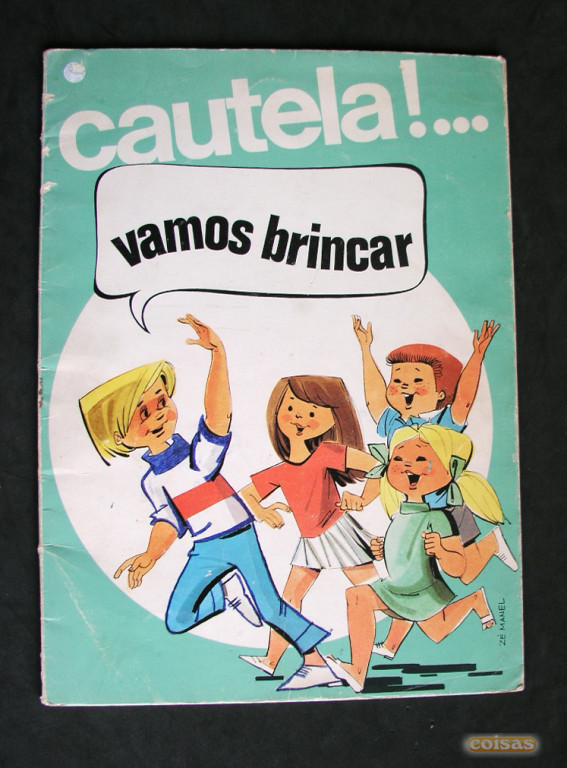 cautela!...
vamos brincar
ZÉ MANEL
coisas